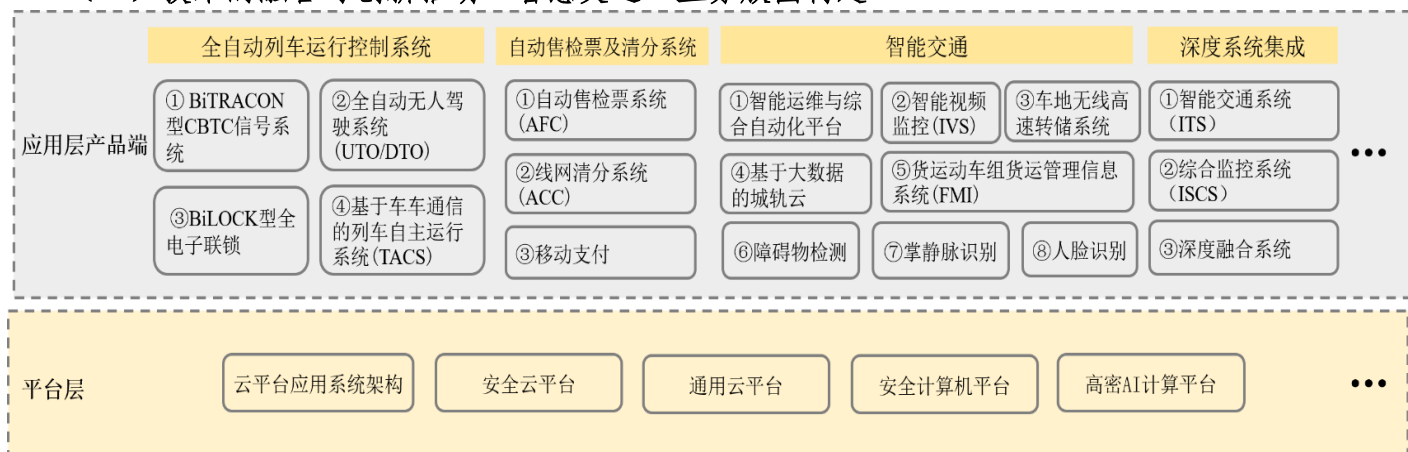 全自动列车运行控制系统
自动售检票及清分系统
智能交通
深度系统集成
应用层产品端
① BiTRACON
型CBTC信号系
统
②全自动无人驾
驶系统
(UTO/DTO)
③BiLOCK型全
电子联锁
④基于车车通信
的列车自主运行
系统(TACS)
①自动售检票系统
(AFC)
②线网清分系统
(ACC)
③移动支付
①智能运维与综
合自动化平台
②智能视频
监控(IVS)
③车地无线高
速转储系统
④基于大数据
的城轨云
⑤货运动车组货运管理信息
系统(FMI)
⑥障碍物检测
⑦掌静脉识别
⑧人脸识别
①智能交通系统
（ITS）
②综合监控系统
（ISCS）
③深度融合系统
•••
平台层
云平台应用系统架构
安全云平台
通用云平台
安全计算机平台
高密AI计算平台
•••